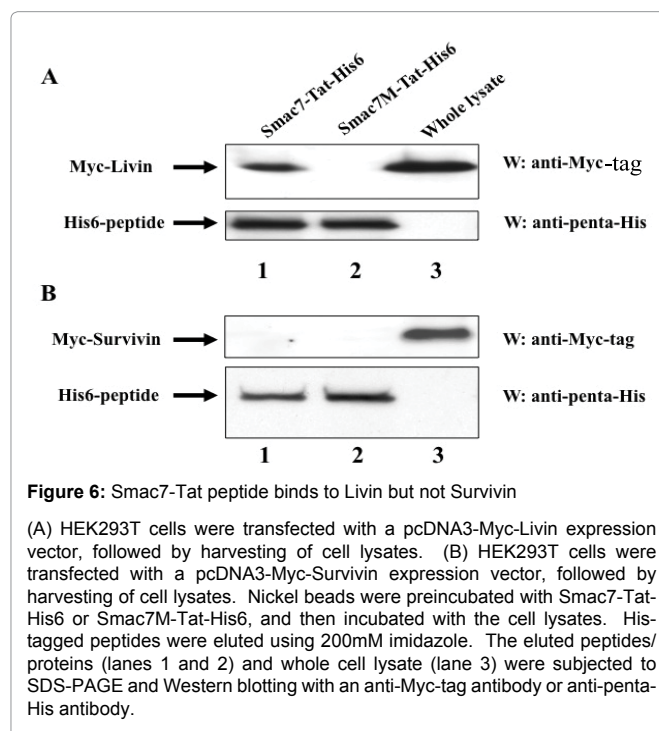 A
Smac7-Tat-His6
Smac7M-Tat-His6
Whole lysate
Myc-Livin
W: anti-Myc-tag
His6-peptide
W: anti-penta-His
1 2 3
B
Myc-Survivin
W: anti-Myc-tag
His6-peptide
W: anti-penta-His
1 2 3
Figure 6: Smac7-Tat peptide binds to Livin but not Survivin
(A) HEK293T cells were transfected with a pcDNA3-Myc-Livin expression
vector, followed by harvesting of cell lysates. (B) HEK293T cells were
transfected with a pcDNA3-Myc-Survivin expression vector, followed by
harvesting of cell lysates. Nickel beads were preincubated with Smac7-Tat-
His6 or Smac7M-Tat-His6, and then incubated with the cell lysates. His-
tagged peptides were eluted using 200mM imidazole. The eluted peptides/
proteins (lanes 1 and 2) and whole cell lysate (lane 3) were subjected to
SDS-PAGE and Western blotting with an anti-Myc-tag antibody or anti-penta-
His antibody.